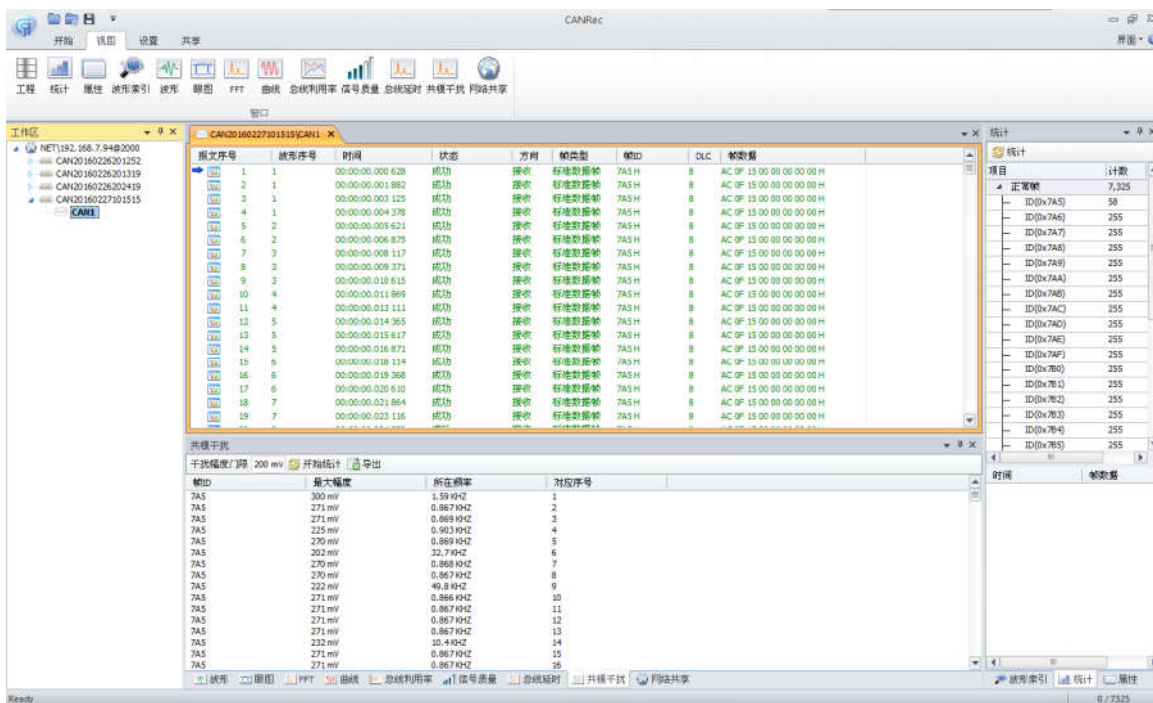 CANRec
开始 视图 设置 共享 界面
工程 统计 属性 波形索引 波形 眼图 FFT 曲线 总线利用率 信号质量 总线延时 共模干扰 网络共享
窗口
工作区
NET\192.168.7.94@2000
CAN20160226201252
CAN20160226201319
CAN20160226202419
CAN20160227101515
CAN1
CAN20160227101515\CAN1 X
报文序号 波形序号 时间 状态 方向 帧类型 帧ID DLC 帧数据
1 1 00:00:00.000 628 成功 接收 标准数据帧 7A5 H 8 AC 0F 15 00 00 00 00 00 H
2 1 00:00:00.001 882 成功 接收 标准数据帧 7A5 H 8 AC 0F 15 00 00 00 00 00 H
3 1 00:00:00.003 125 成功 接收 标准数据帧 7A5 H 8 AC 0F 15 00 00 00 00 00 H
4 1 00:00:00.004 378 成功 接收 标准数据帧 7A5 H 8 AC 0F 15 00 00 00 00 00 H
5 2 00:00:00.005 621 成功 接收 标准数据帧 7A5 H 8 AC 0F 15 00 00 00 00 00 H
6 2 00:00:00.006 875 成功 接收 标准数据帧 7A5 H 8 AC 0F 15 00 00 00 00 00 H
7 3 00:00:00.008 117 成功 接收 标准数据帧 7A5 H 8 AC 0F 15 00 00 00 00 00 H
8 3 00:00:00.009 371 成功 接收 标准数据帧 7A5 H 8 AC 0F 15 00 00 00 00 00 H
9 3 00:00:00.010 615 成功 接收 标准数据帧 7A5 H 8 AC 0F 15 00 00 00 00 00 H
10 4 00:00:00.011 869 成功 接收 标准数据帧 7A5 H 8 AC 0F 15 00 00 00 00 00 H
11 4 00:00:00.013 111 成功 接收 标准数据帧 7A5 H 8 AC 0F 15 00 00 00 00 00 H
12 5 00:00:00.014 365 成功 接收 标准数据帧 7A5 H 8 AC 0F 15 00 00 00 00 00 H
13 5 00:00:00.015 617 成功 接收 标准数据帧 7A5 H 8 AC 0F 15 00 00 00 00 00 H
14 5 00:00:00.016 871 成功 接收 标准数据帧 7A5 H 8 AC 0F 15 00 00 00 00 00 H
15 6 00:00:00.018 114 成功 接收 标准数据帧 7A5 H 8 AC 0F 15 00 00 00 00 00 H
16 6 00:00:00.019 368 成功 接收 标准数据帧 7A5 H 8 AC 0F 15 00 00 00 00 00 H
17 6 00:00:00.020 610 成功 接收 标准数据帧 7A5 H 8 AC 0F 15 00 00 00 00 00 H
18 7 00:00:00.021 864 成功 接收 标准数据帧 7A5 H 8 AC 0F 15 00 00 00 00 00 H
19 7 00:00:00.023 116 成功 接收 标准数据帧 7A5 H 8 AC 0F 15 00 00 00 00 00 H
共模干扰
干扰幅度门限 200 mV 开始统计 导出
帧ID 最大幅度 所在频率 对应序号
7A5 300 mV 1.59 KHZ 1
7A5 271 mV 0.867 KHZ 2
7A5 271 mV 0.869 KHZ 3
7A5 225 mV 0.903 KHZ 4
7A5 270 mV 0.869 KHZ 5
7A5 202 mV 32.7 KHZ 6
7A5 270 mV 0.868 KHZ 7
7A5 270 mV 0.867 KHZ 8
7A5 222 mV 49.8 KHZ 9
7A5 271 mV 0.866 KHZ 10
7A5 271 mV 0.867 KHZ 11
7A5 271 mV 0.867 KHZ 12
7A5 271 mV 0.867 KHZ 13
7A5 232 mV 10.4 KHZ 14
7A5 271 mV 0.867 KHZ 15
7A5 271 mV 0.867 KHZ 16
波形 眼图 FFT 曲线 总线利用率 信号质量 总线延时 共模干扰 网络共享
统计
统计
项目 计数
正常帧 7,325
ID(0x7A5) 58
ID(0x7A6) 255
ID(0x7A7) 255
ID(0x7A8) 255
ID(0x7A9) 255
ID(0x7AA) 255
ID(0x7AB) 255
ID(0x7AC) 255
ID(0x7AD) 255
ID(0x7AE) 255
ID(0x7AF) 255
ID(0x7B0) 255
ID(0x7B1) 255
ID(0x7B2) 255
ID(0x7B3) 255
ID(0x7B4) 255
ID(0x7B5) 255
时间 帧数据
波形索引 统计 属性
Ready 0 / 7325